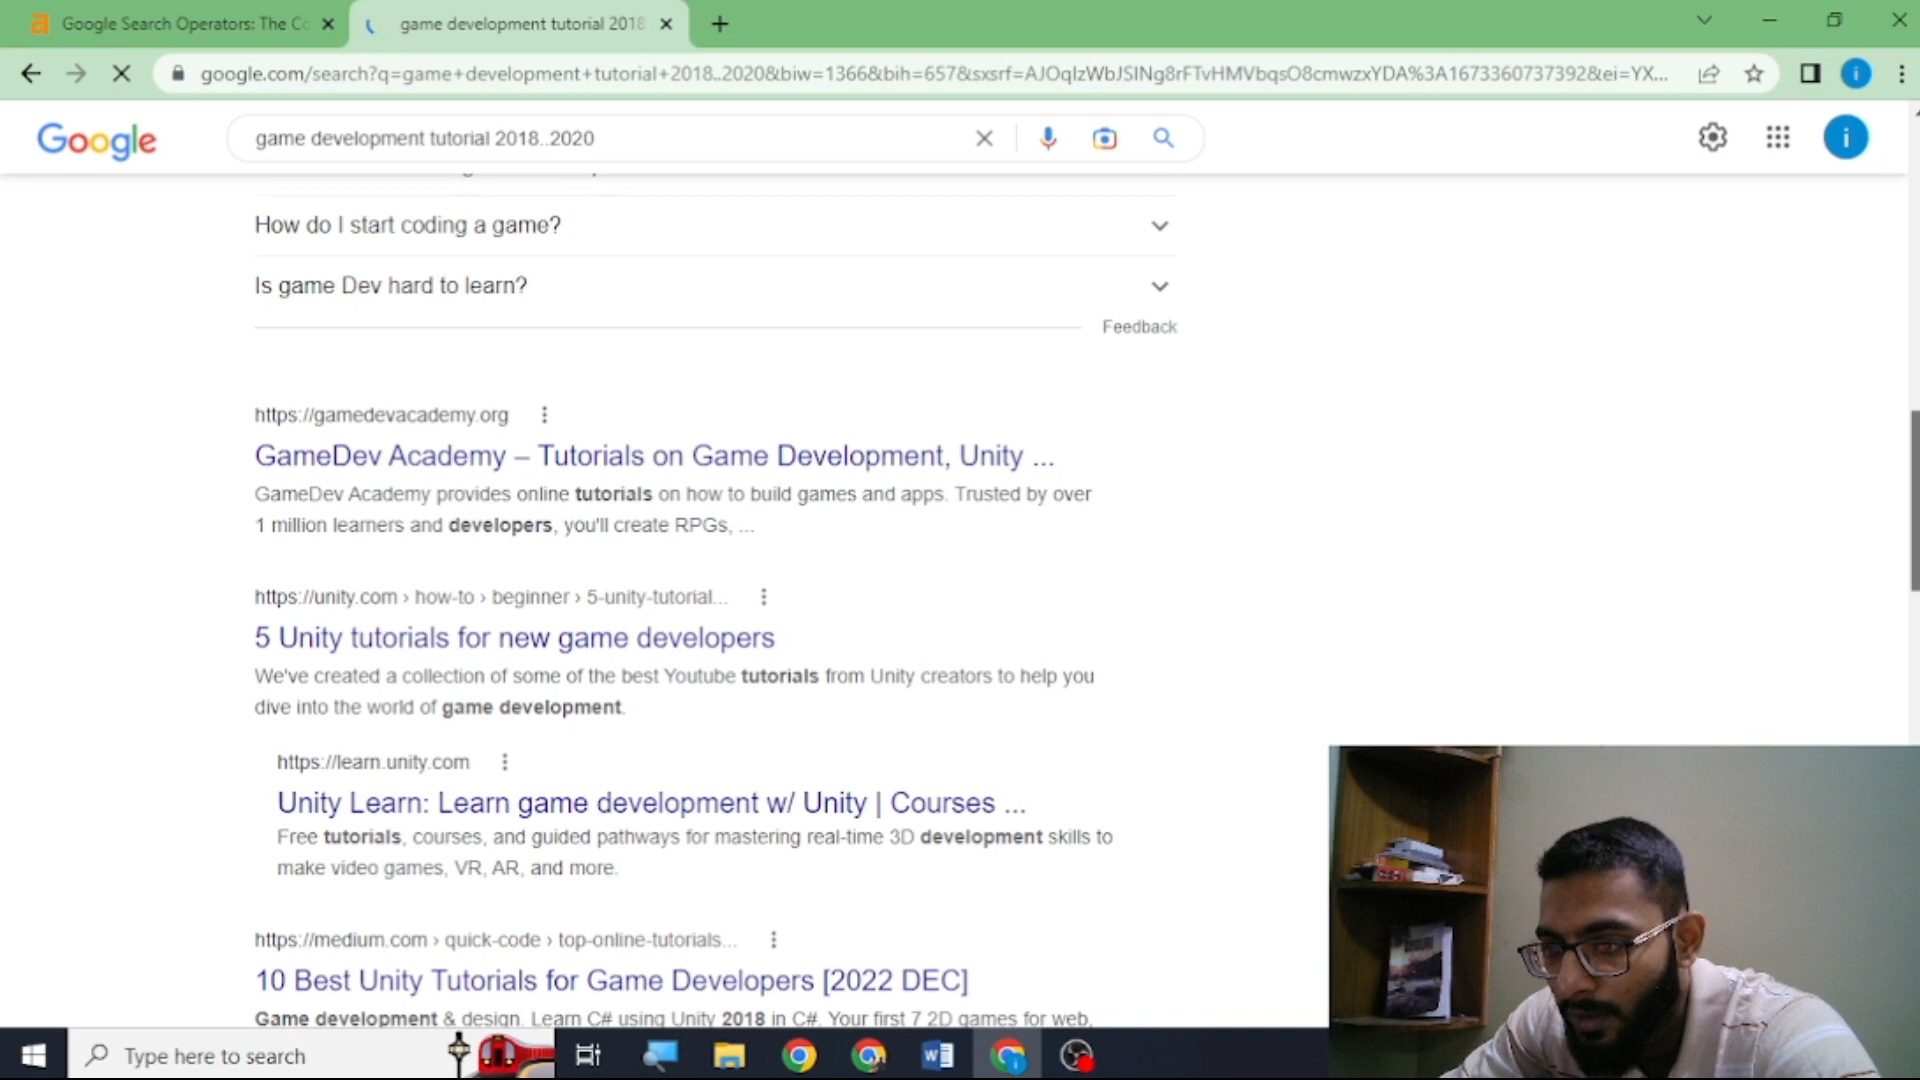 a Google Search Operators: The Co
game development tutorial 2018
google.com/search?q=game+development+tutorial+2018..2020&biw=1366&bih=657&sxsrf=AJOqlzWbJSINg8rFTvHMVbqsO8cmwzxYDA%3A1673360737392&ei=YX...
i
Google
game development tutorial 2018..2020
i
How do I start coding a game?
Is game Dev hard to learn?
Feedback
https://gamedevacademy.org
GameDev Academy – Tutorials on Game Development, Unity ...
GameDev Academy provides online tutorials on how to build games and apps. Trusted by over
1 million learners and developers, you'll create RPGs, ...
https://unity.com › how-to › beginner › 5-unity-tutorial...
5 Unity tutorials for new game developers
We've created a collection of some of the best Youtube tutorials from Unity creators to help you
dive into the world of game development.
https://learn.unity.com
Unity Learn: Learn game development w/ Unity | Courses ...
Free tutorials, courses, and guided pathways for mastering real-time 3D development skills to
make video games, VR, AR, and more.
https://medium.com › quick-code › top-online-tutorials...
10 Best Unity Tutorials for Game Developers [2022 DEC]
Game development & design. Learn C# using Unity 2018 in C#. Your first 7 2D games for web,
Type here to search